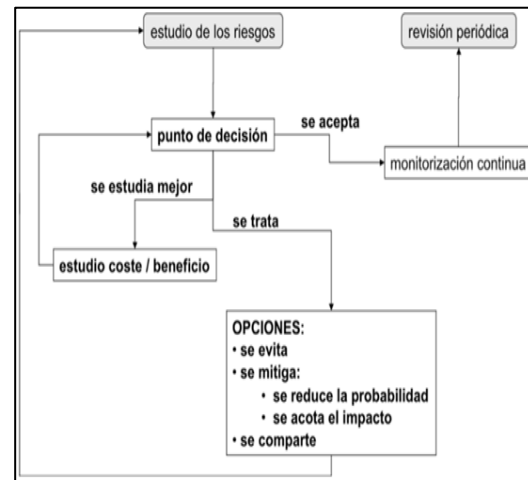 estudio de los riesgos
revisión periódica
punto de decisión
se acepta
monitorización continua
se estudia mejor
se trata
estudio coste / beneficio
OPCIONES:
• se evita
• se mitiga:
• se reduce la probabilidad
• se acota el impacto
• se comparte